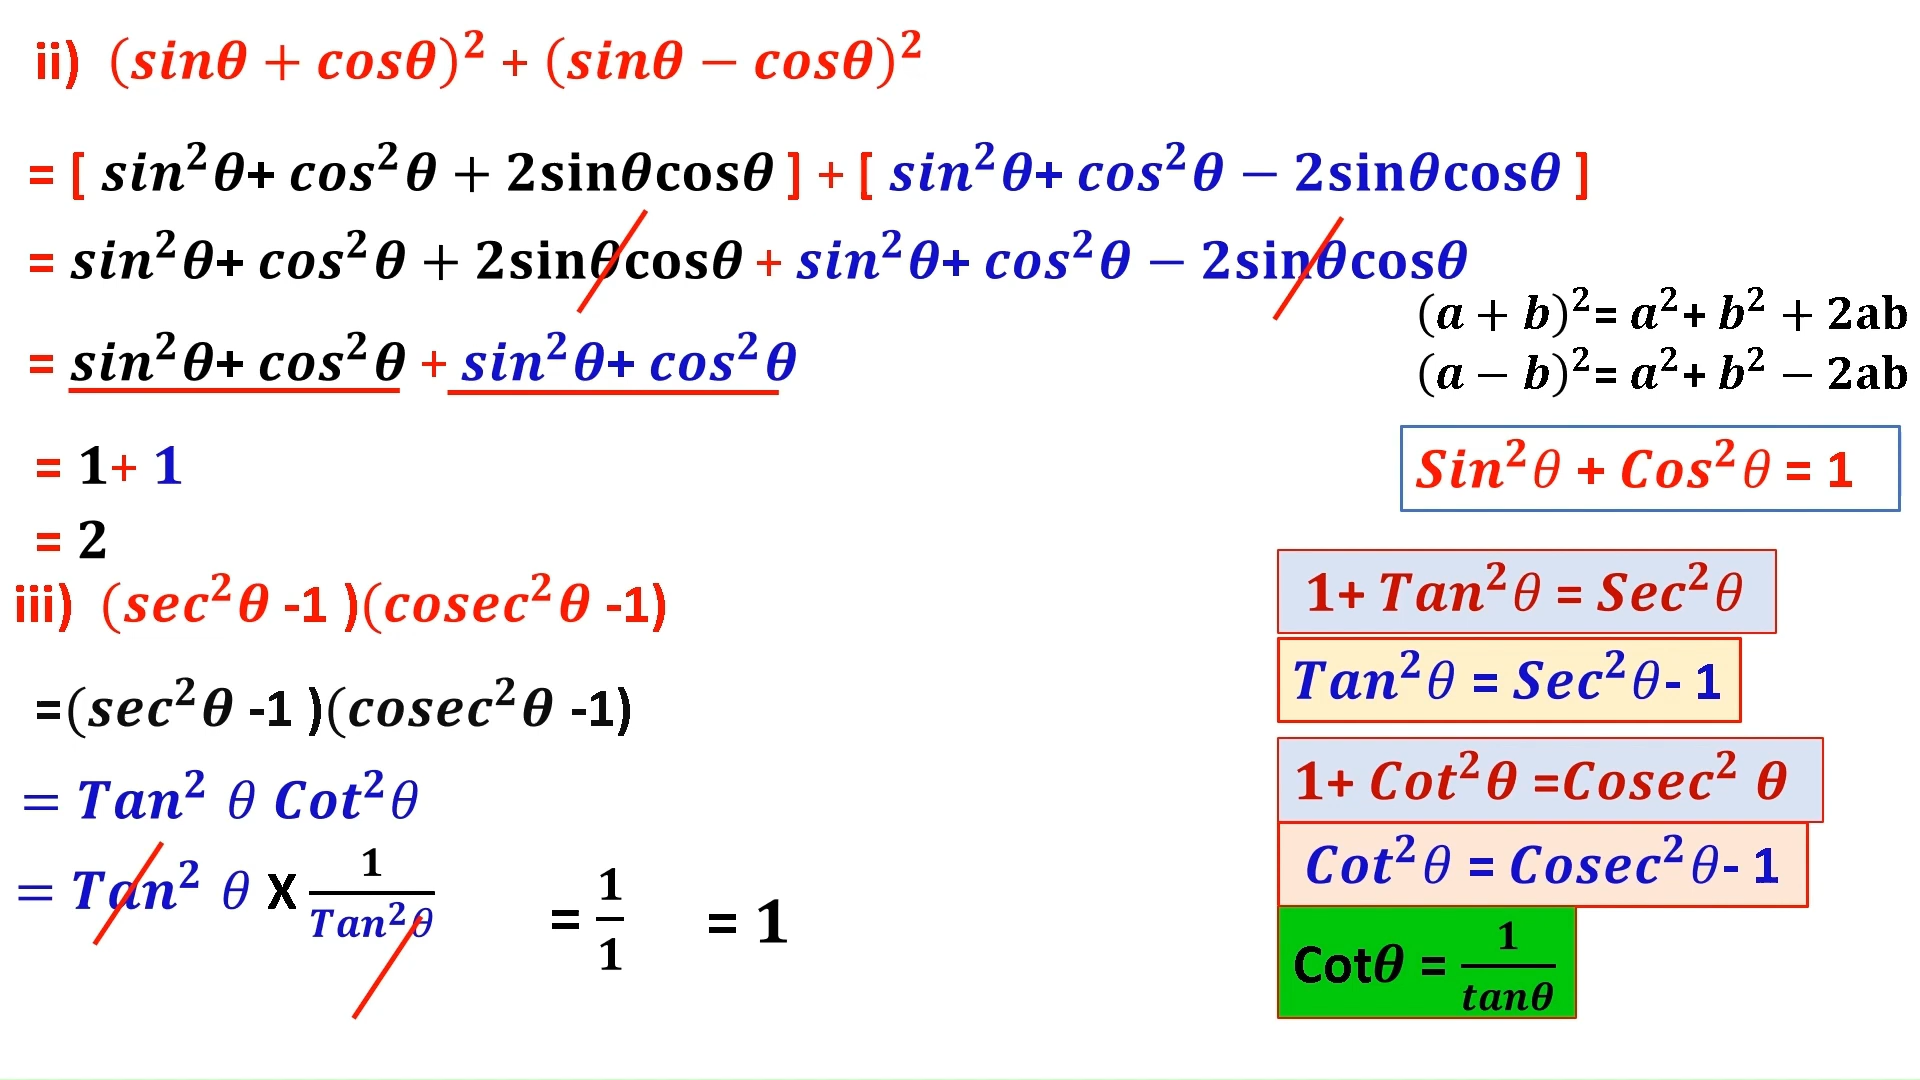 ii) (sinθ + cosθ)² + (sinθ − cosθ)²
= [ sin²θ+ cos²θ + 2sinθcosθ ] + [ sin²θ+ cos²θ − 2sinθcosθ ]
= sin²θ+ cos²θ + 2sinθcosθ + sin²θ+ cos²θ − 2sinθcosθ
= sin²θ+ cos²θ + sin²θ+ cos²θ
= 1+ 1
= 2
(a + b)²= a²+ b² + 2ab
(a − b)²= a²+ b² − 2ab
Sin²θ + Cos²θ = 1
iii) (sec²θ -1 )(cosec²θ -1)
=(sec²θ -1 )(cosec²θ -1)
= Tan² θ Cot²θ
= Tan² θ X 1/Tan²θ = 1/1 = 1
1+ Tan²θ = Sec²θ
Tan²θ = Sec²θ- 1
1+ Cot²θ =Cosec² θ
Cot²θ = Cosec²θ- 1
Cotθ = 1/tanθ